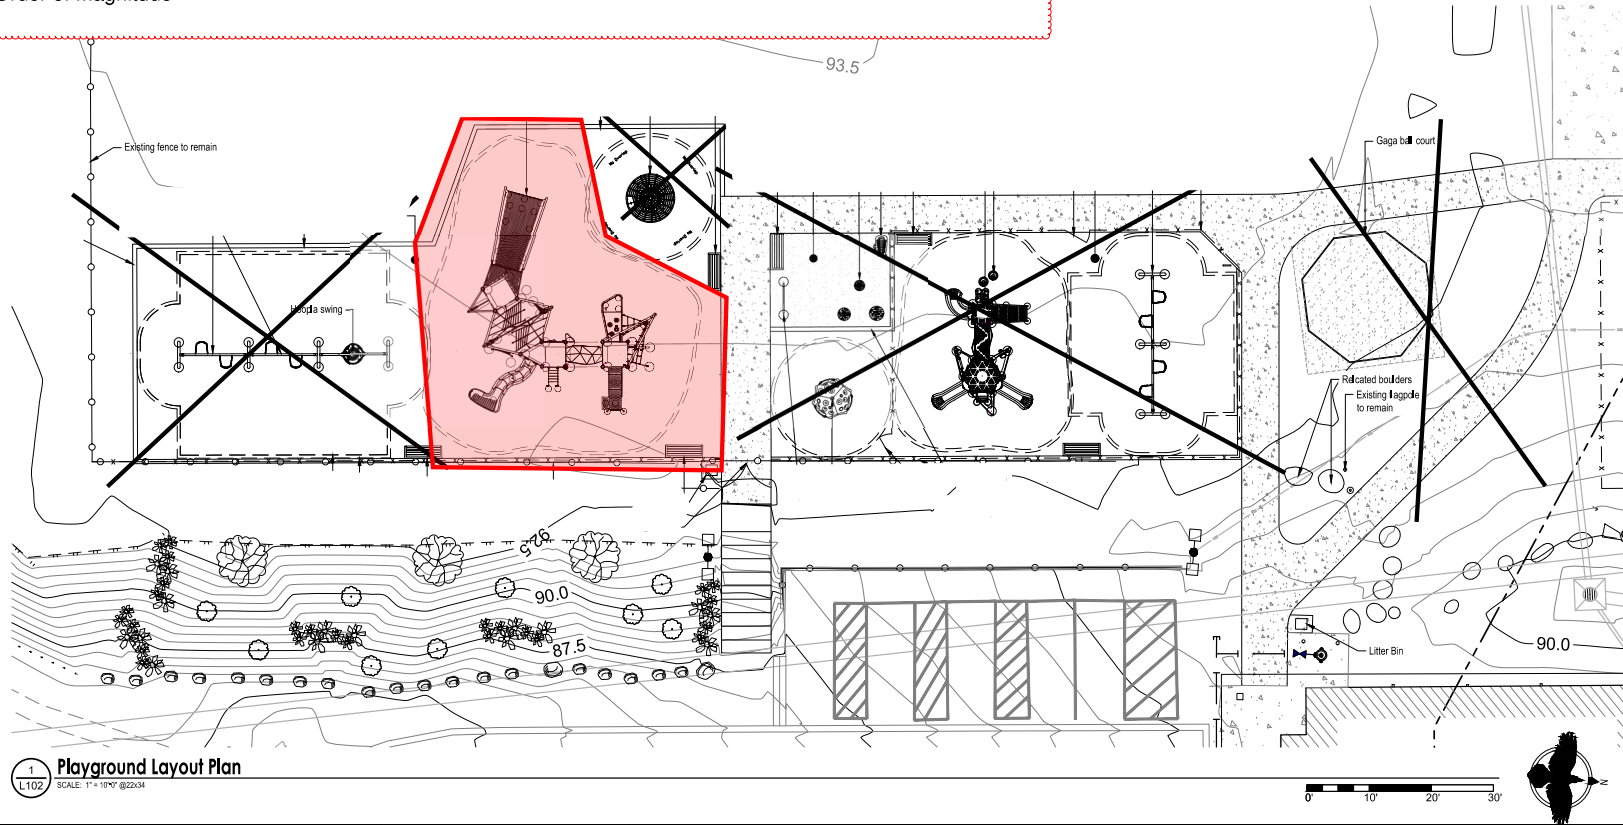 93.5
Existing fence to remain
Gaga ball court
Hoopla swing
Relocated boulders
Existing flagpole
to remain
92.5
90.0
87.5
Litter Bin
90.0
1
L102
Playground Layout Plan
SCALE: 1" = 10'-0" @22x34
0'
10'
20'
30'
N